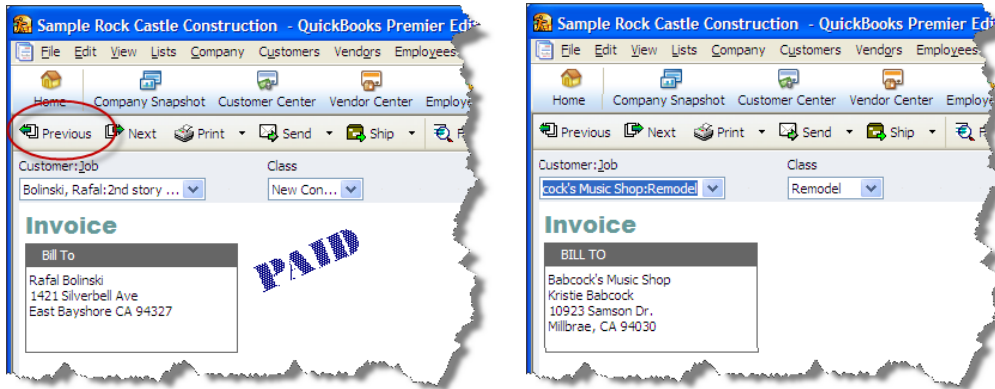 Sample Rock Castle Construction - QuickBooks Premier
File Edit View Lists Company Customers Vendors Employees
Home Company Snapshot Customer Center Vendor Center
Previous Next Print Send Ship
Customer:Job Class
Bolinski, Rafal:2nd story ... New Con...
Invoice
PAID
Bill To
Rafal Bolinski
1421 Silverbell Ave
East Bayshore CA 94327
Sample Rock Castle Construction - QuickBooks Premier
File Edit View Lists Company Customers Vendors Employees
Home Company Snapshot Customer Center Vendor Center
Previous Next Print Send Ship
Customer:Job Class
cock's Music Shop:Remodel Remodel
Invoice
BILL TO
Babcock's Music Shop
Kristie Babcock
10923 Samson Dr.
Millbrae, CA 94030